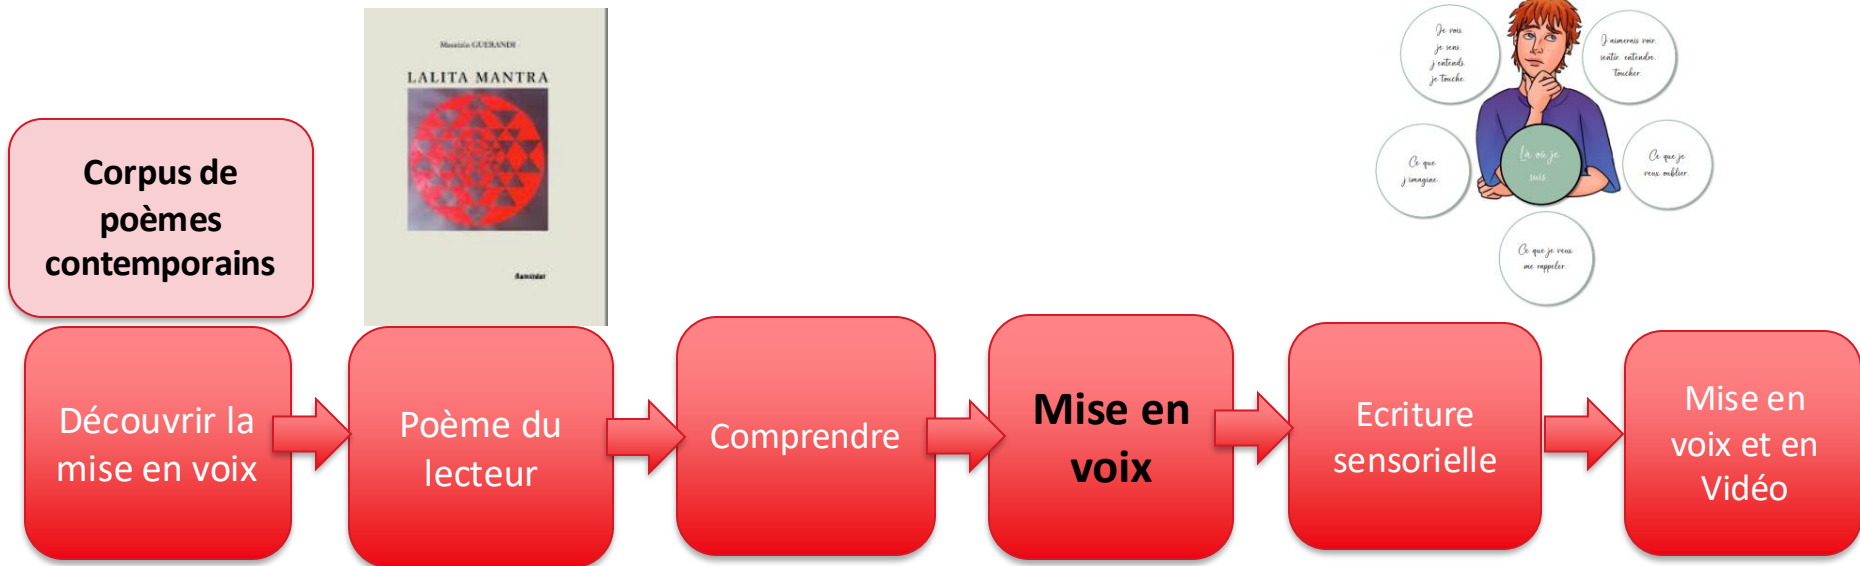 Corpus de
poèmes
contemporains
Maurizio GUERANDI
LALITA MANTRA
flammier
Je vois,
je sens,
j'entends,
je touche.
J'aimerais voir,
sentir, entendre,
toucher.
Ce que
j'imagine.
Là où je
suis
Ce que je
veux oublier.
Ce que je veux
me rappeler.
Découvrir la
mise en voix
Poème du
lecteur
Comprendre
Mise en
voix
Ecriture
sensorielle
Mise en
voix et en
Vidéo